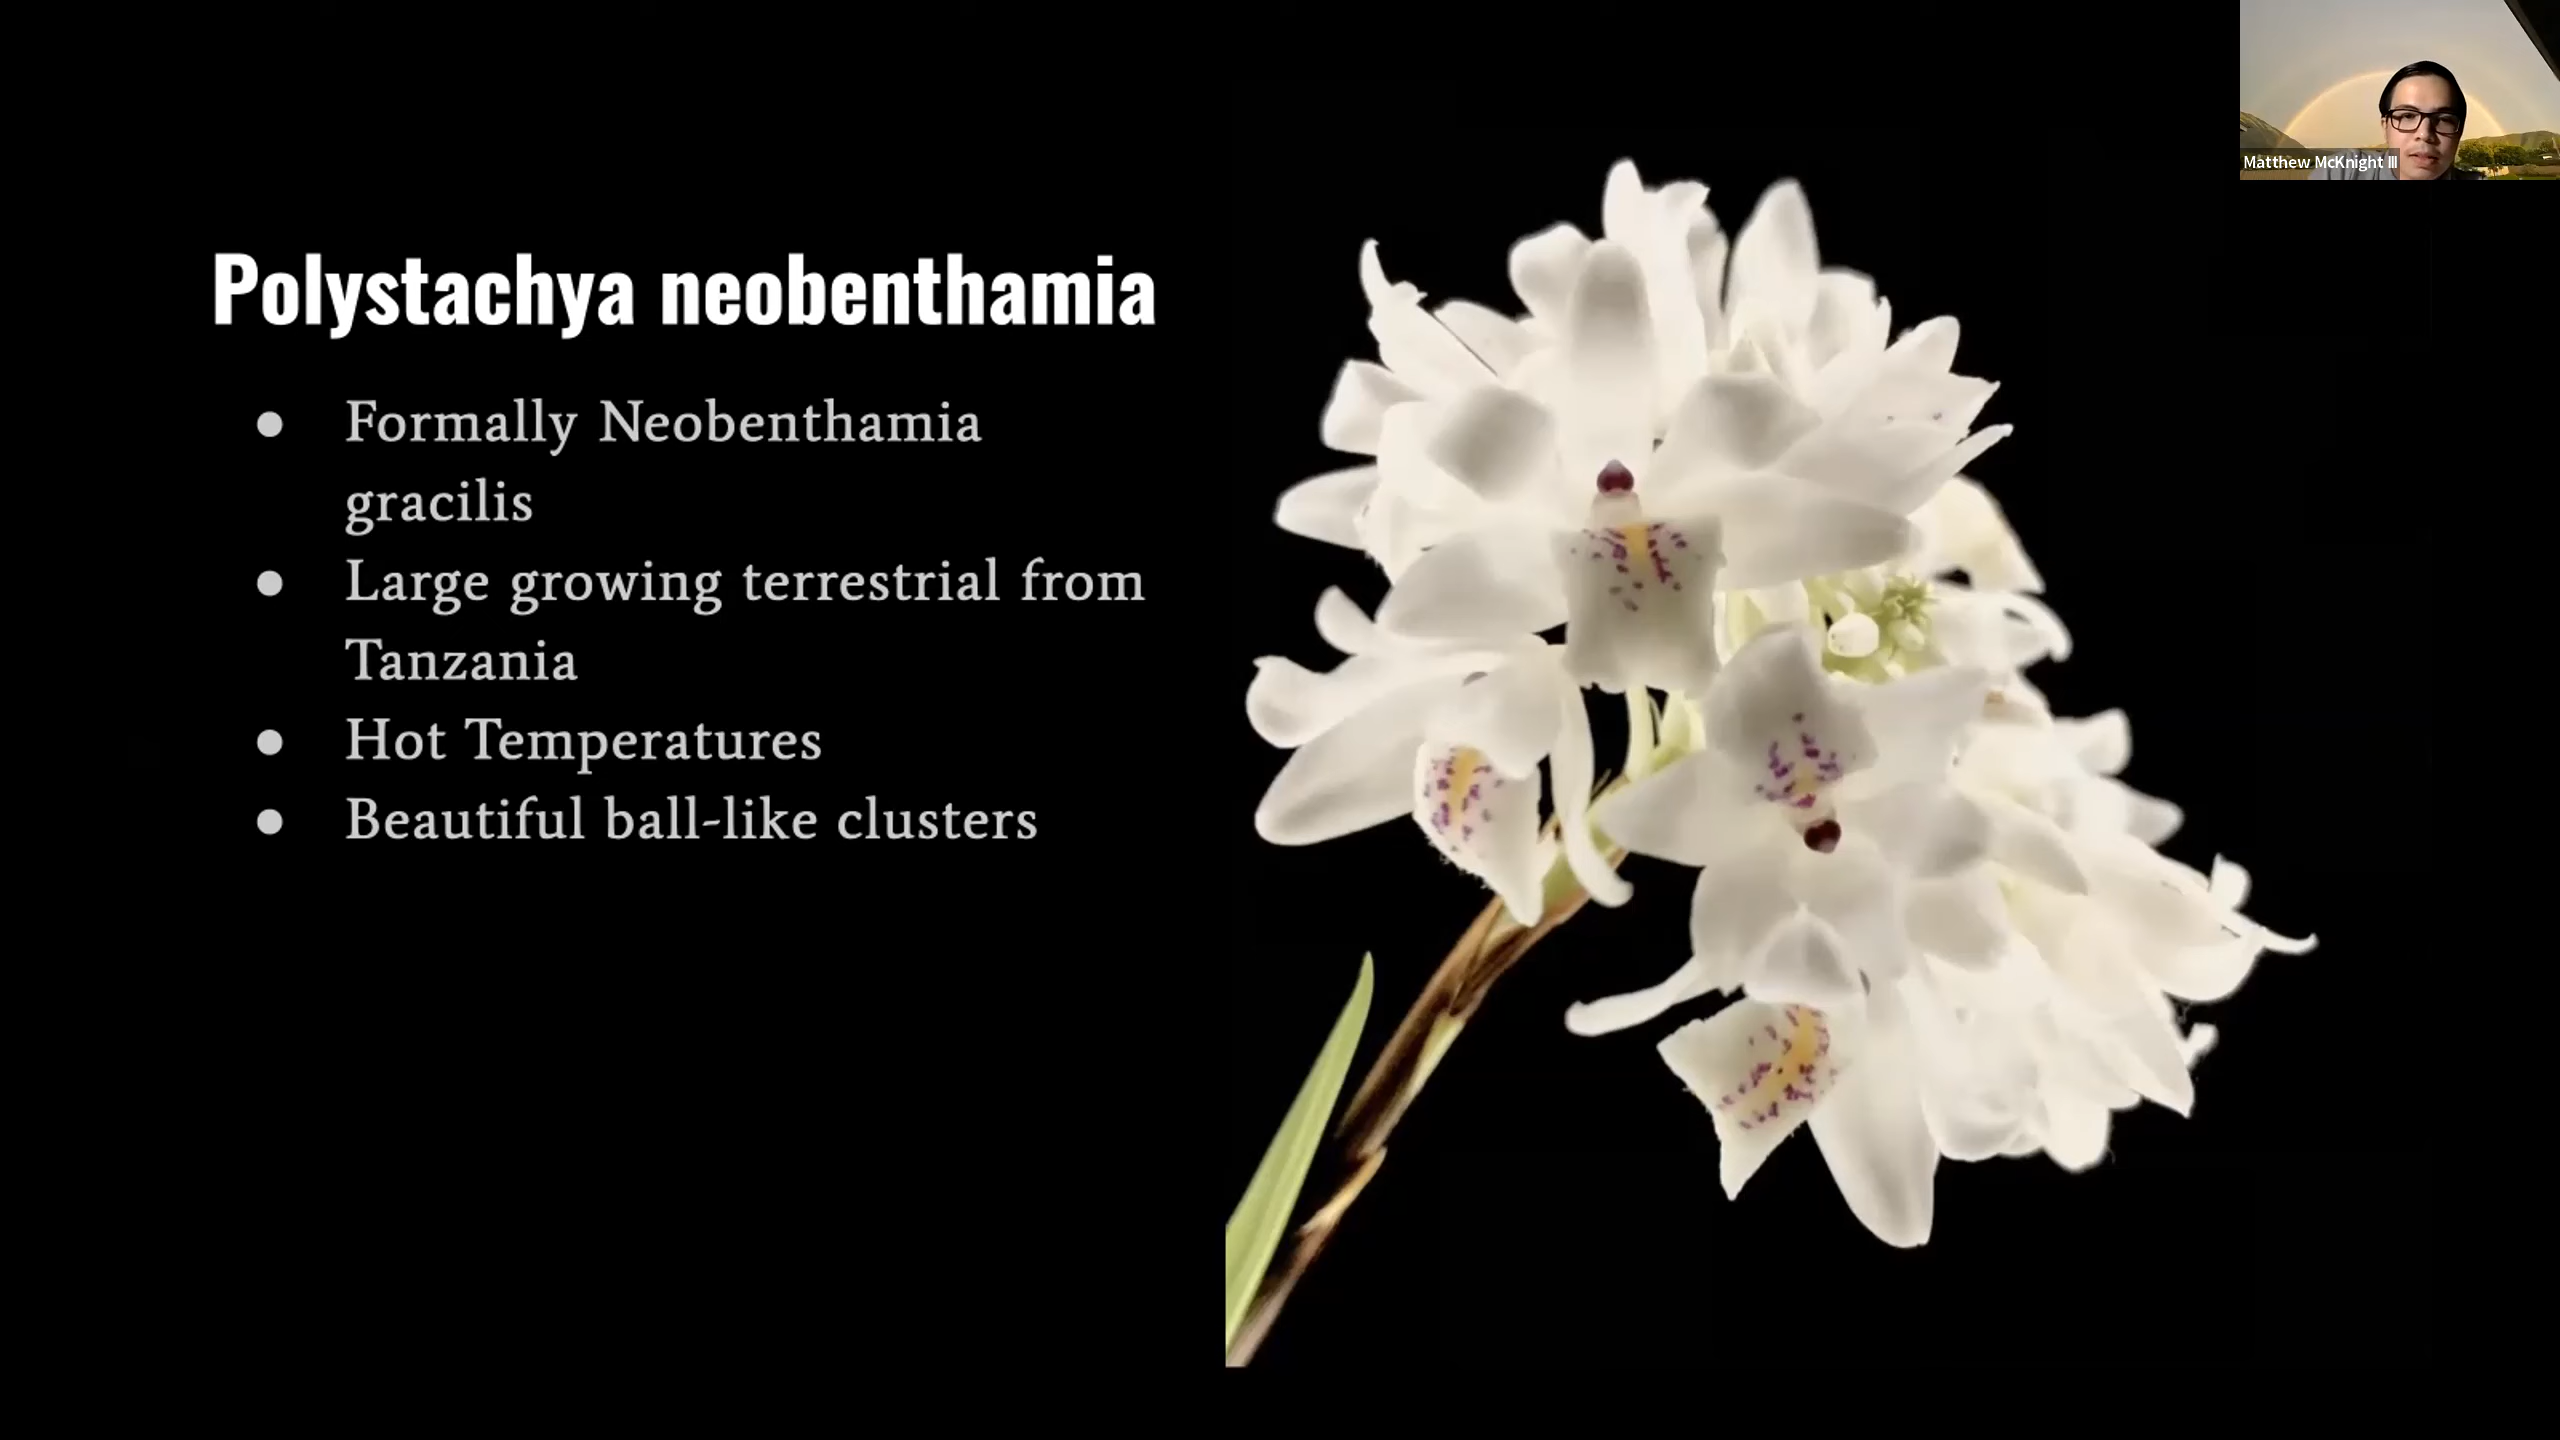 Matthew McKnight III
Polystachya neobenthamia
● Formally Neobenthamia
gracilis
● Large growing terrestrial from
Tanzania
● Hot Temperatures
● Beautiful ball-like clusters